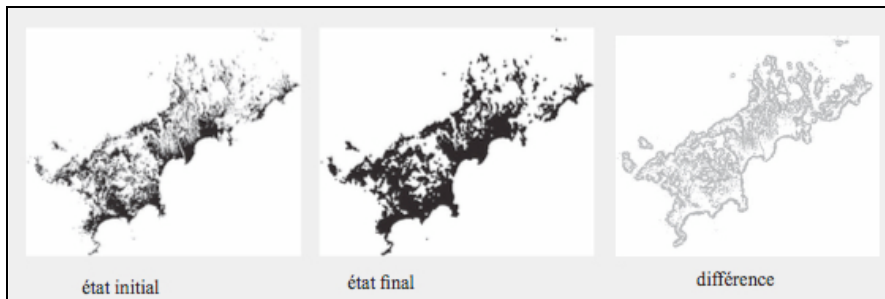 état initial
état final
différence